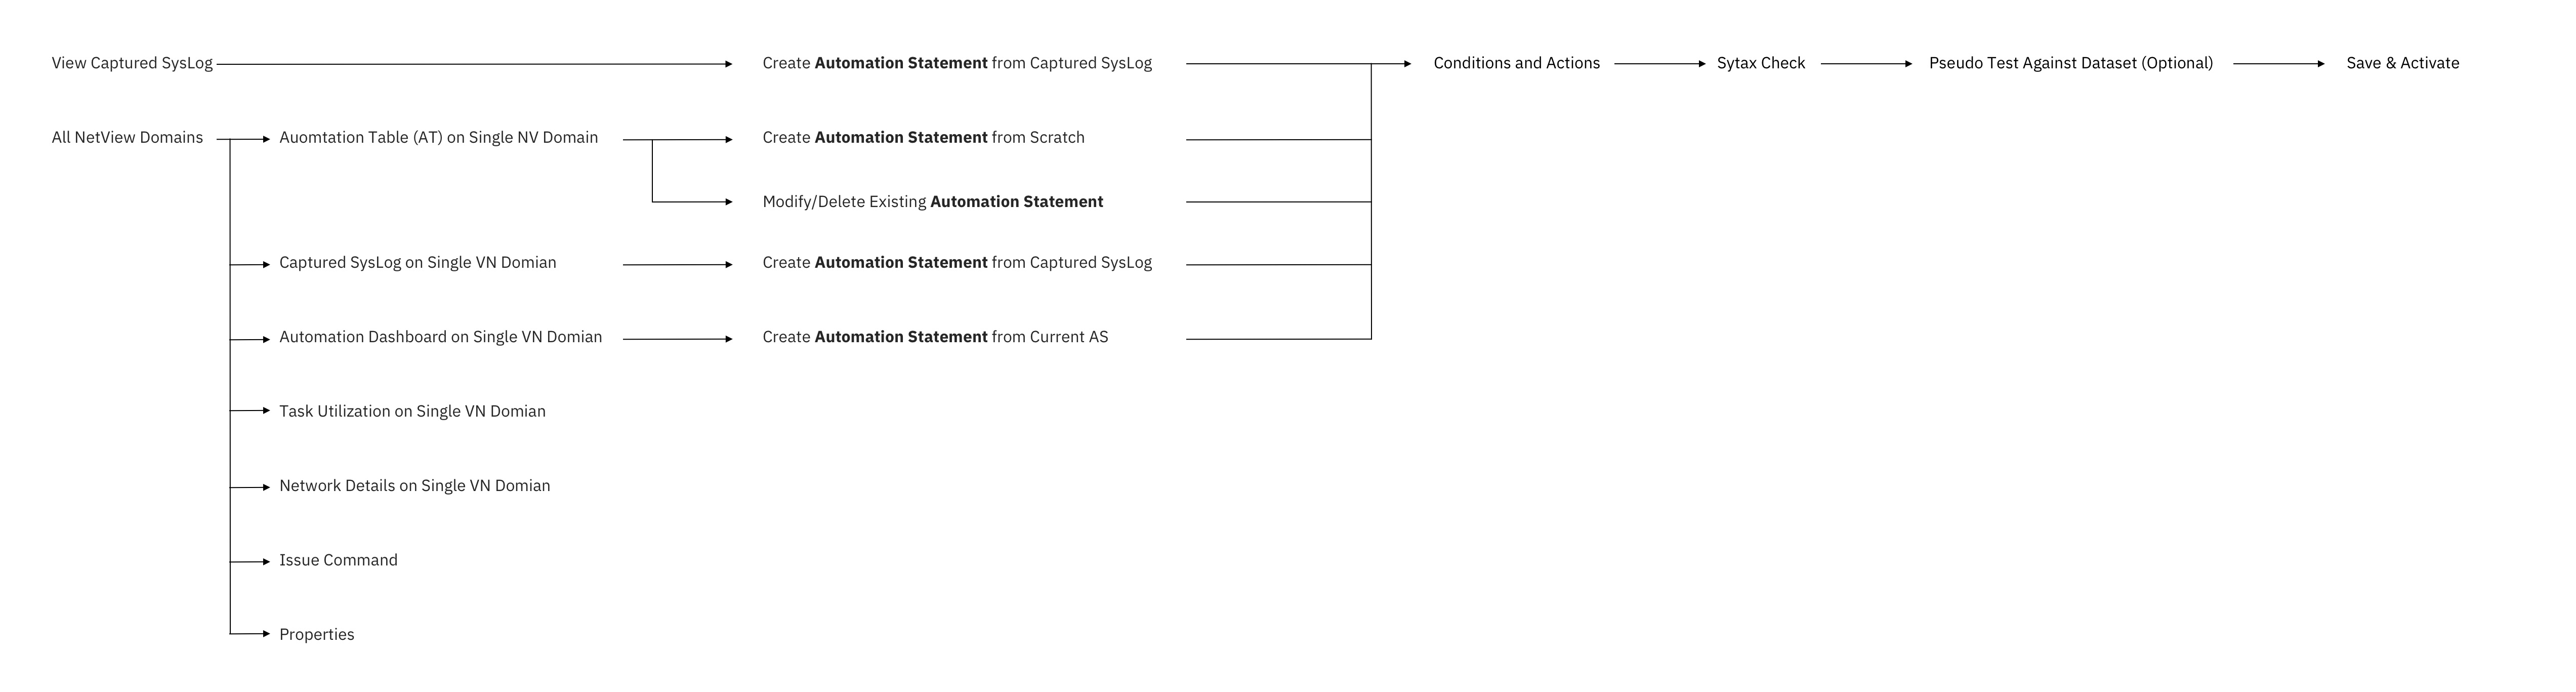 View Captured SysLog
Create Automation Statement from Captured SysLog
Conditions and Actions
Sytax Check
Pseudo Test Against Dataset (Optional)
Save & Activate
All NetView Domains
Auomtation Table (AT) on Single NV Domain
Create Automation Statement from Scratch
Modify/Delete Existing Automation Statement
Captured SysLog on Single VN Domian
Create Automation Statement from Captured SysLog
Automation Dashboard on Single VN Domian
Create Automation Statement from Current AS
Task Utilization on Single VN Domian
Network Details on Single VN Domian
Issue Command
Properties